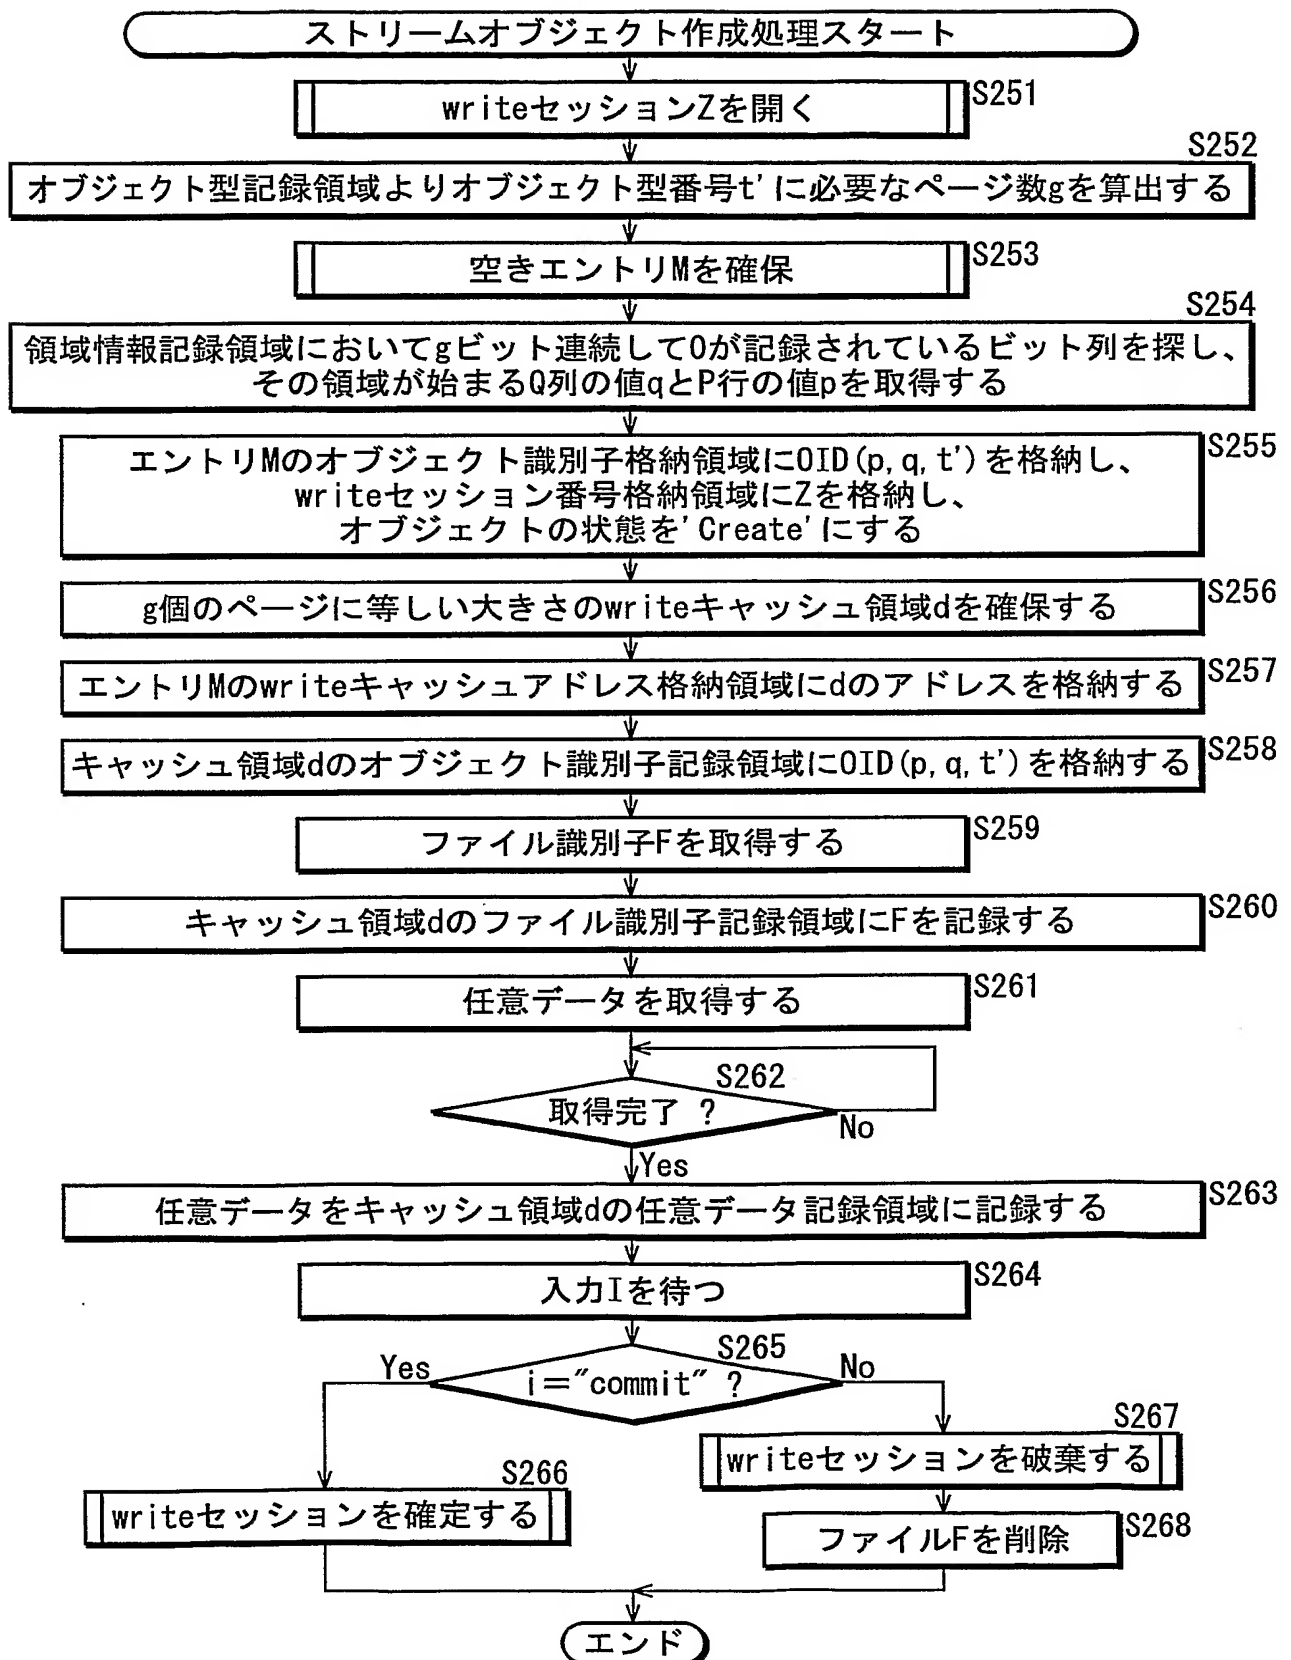 ストリームオブジェクト作成処理スタート
writeセッションZを開く
S251
S252
オブジェクト型記録領域よりオブジェクト型番号t'に必要なページ数gを算出する
空きエントリMを確保
S253
S254
領域情報記録領域においてgビット連続して0が記録されているビット列を探し、
その領域が始まるQ列の値qとP行の値pを取得する
S255
エントリMのオブジェクト識別子格納領域にOID(p,q,t')を格納し、
writeセッション番号格納領域にZを格納し、
オブジェクトの状態を'Create'にする
g個のページに等しい大きさのwriteキャッシュ領域dを確保する
S256
エントリMのwriteキャッシュアドレス格納領域にdのアドレスを格納する
S257
キャッシュ領域dのオブジェクト識別子記録領域にOID(p,q,t')を格納する
S258
ファイル識別子Fを取得する
S259
キャッシュ領域dのファイル識別子記録領域にFを記録する
S260
任意データを取得する
S261
S262
取得完了 ?
No
Yes
任意データをキャッシュ領域dの任意データ記録領域に記録する
S263
入力Iを待つ
S264
S265
Yes
i＝"commit" ?
No
S267
writeセッションを破棄する
S266
writeセッションを確定する
ファイルFを削除
S268
エンド